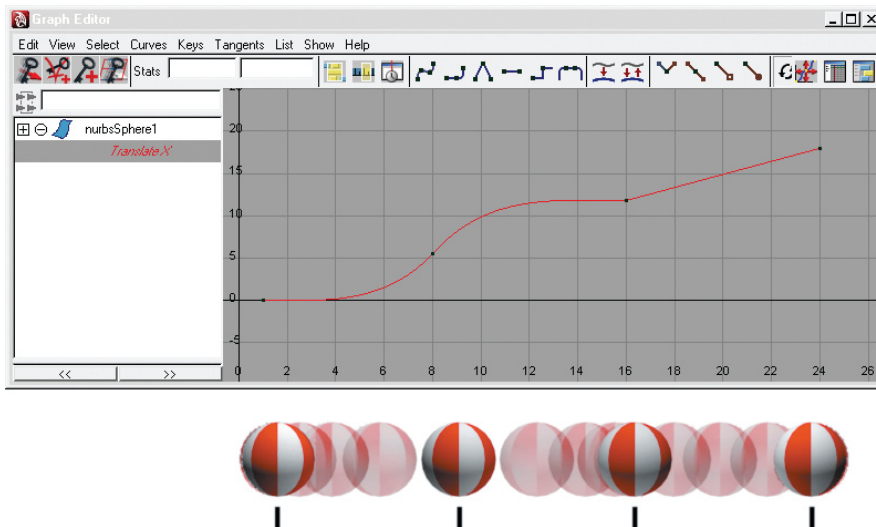 Graph Editor
Edit View Select Curves Keys Tangents List Show Help
Stats
nurbsSphere1
Translate X
20
15
10
5
0
-5
0 2 4 6 8 10 12 14 16 18 20 22 24 26
<< >>